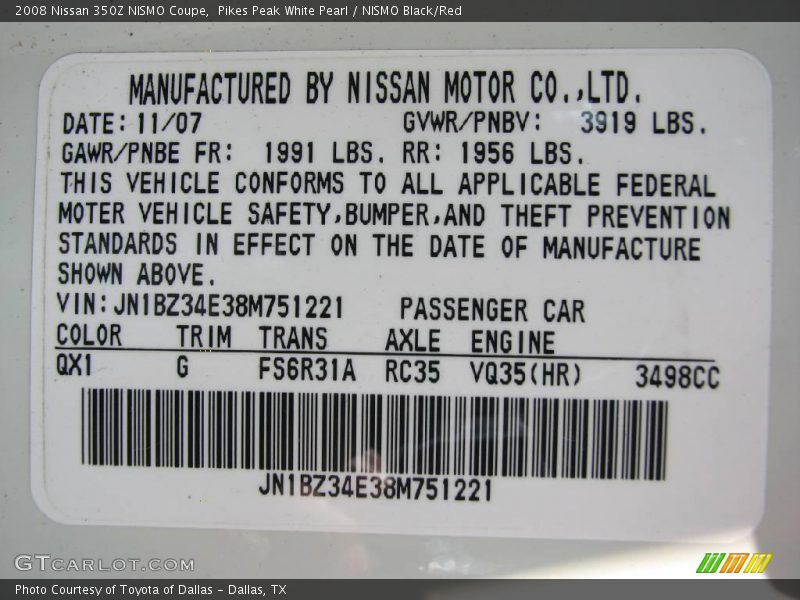 2008 Nissan 350Z NISMO Coupe,  Pikes Peak White Pearl / NISMO Black/Red
MANUFACTURED BY NISSAN MOTOR CO.,LTD.
DATE: 11/07 GVWR/PNBV: 3919 LBS.
GAWR/PNBE FR: 1991 LBS. RR: 1956 LBS.
THIS VEHICLE CONFORMS TO ALL APPLICABLE FEDERAL
MOTER VEHICLE SAFETY,BUMPER,AND THEFT PREVENTION
STANDARDS IN EFFECT ON THE DATE OF MANUFACTURE
SHOWN ABOVE.
VIN: JN1BZ34E38M751221 PASSENGER CAR
COLOR TRIM TRANS AXLE ENGINE
QX1 G FS6R31A RC35 VQ35(HR) 3498CC
JN1BZ34E38M751221
GTCARLOT.COM
Photo Courtesy of Toyota of Dallas - Dallas, TX